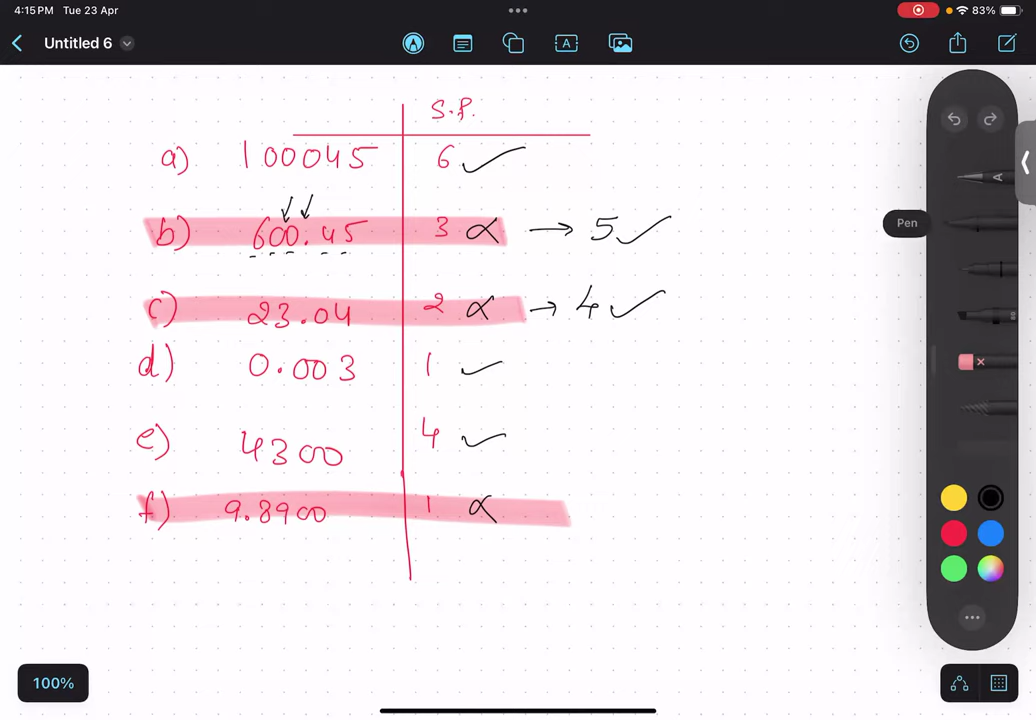 4:15 PM Tue 23 Apr
83%
Untitled 6
S.F.
a) 100045 6 ✓
b) 600.45 3 ∝ → 5 ✓
Pen
c) 23.04 2 ∝ → 4 ✓
d) 0.003 1 ✓
e) 4300 4 ✓
f) 9.8900 1 ∝
100%